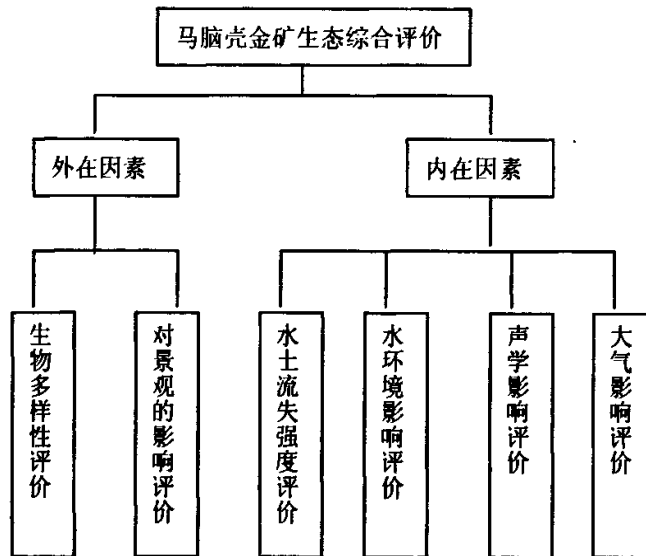 马脑壳金矿生态综合评价
外在因素
内在因素
生物多样性评价
对景观的影响评价
水土流失强度评价
水环境影响评价
声学影响评价
大气影响评价